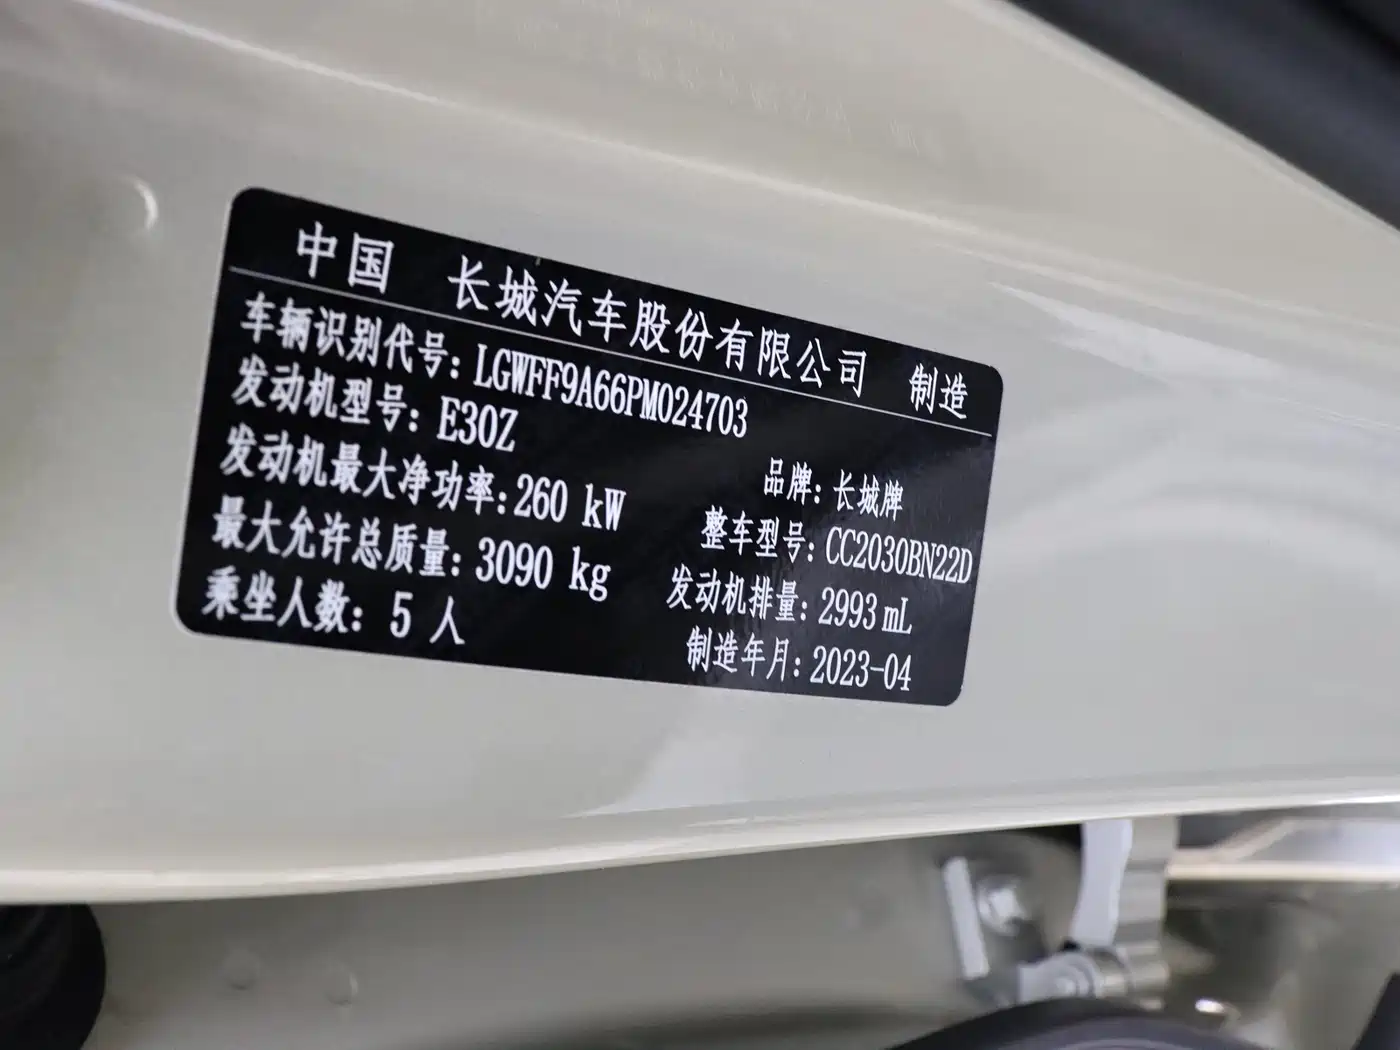 中国 长城汽车股份有限公司 制造
车辆识别代号: LGWFF9A66PM024703
发动机型号: E30Z
品牌: 长城牌
发动机最大净功率: 260 kW
整车型号: CC2030BN22D
最大允许总质量: 3090 kg
发动机排量: 2993 mL
乘坐人数: 5 人
制造年月: 2023-04